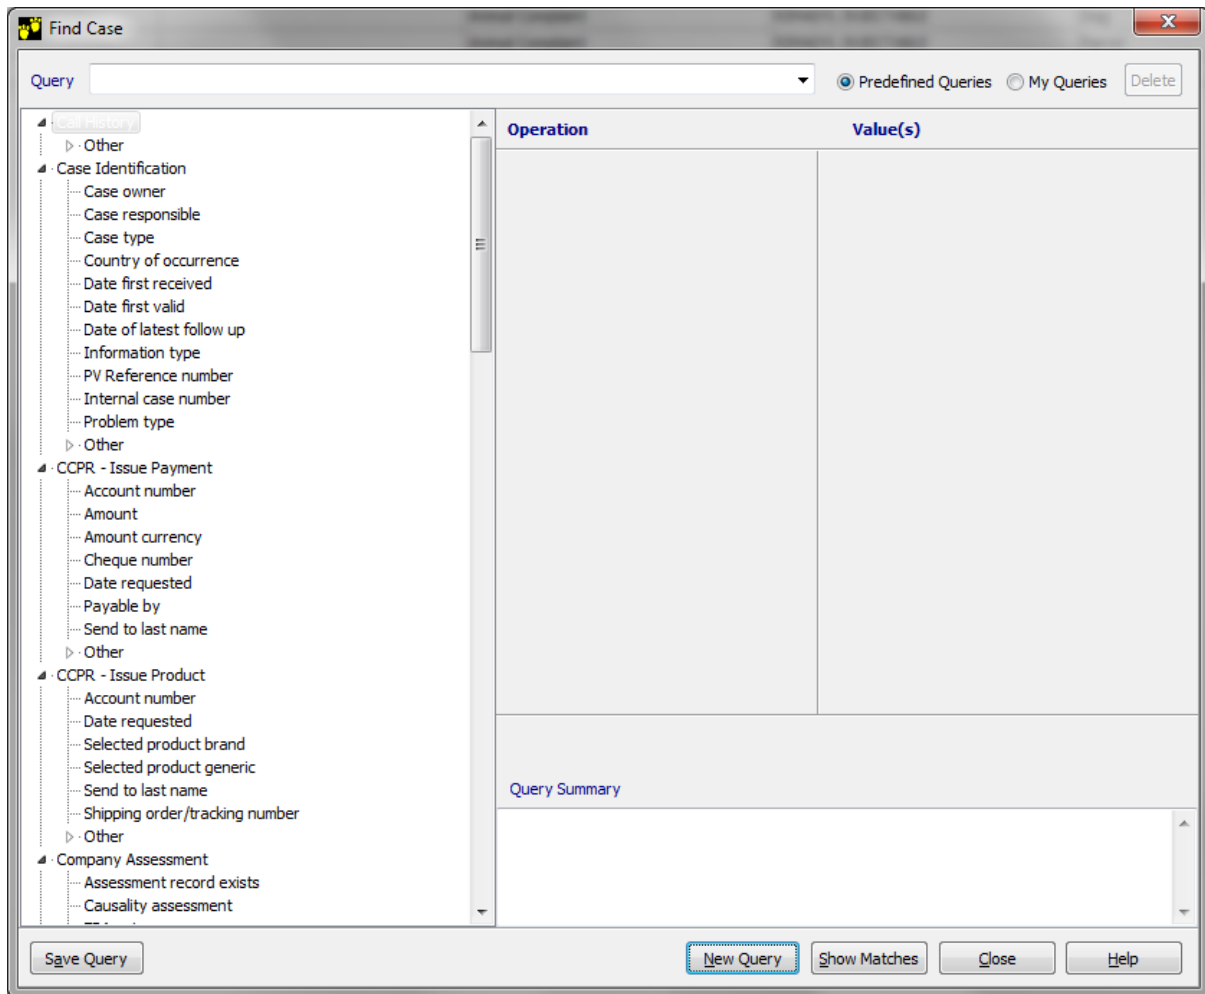 Find Case
Query
Predefined Queries
My Queries
Delete
Call History
Other
Case Identification
Case owner
Case responsible
Case type
Country of occurrence
Date first received
Date first valid
Date of latest follow up
Information type
PV Reference number
Internal case number
Problem type
Other
CCPR - Issue Payment
Account number
Amount
Amount currency
Cheque number
Date requested
Payable by
Send to last name
Other
CCPR - Issue Product
Account number
Date requested
Selected product brand
Selected product generic
Send to last name
Shipping order/tracking number
Other
Company Assessment
Assessment record exists
Causality assessment
Operation Value(s)
Query Summary
Save Query
New Query
Show Matches
Close
Help